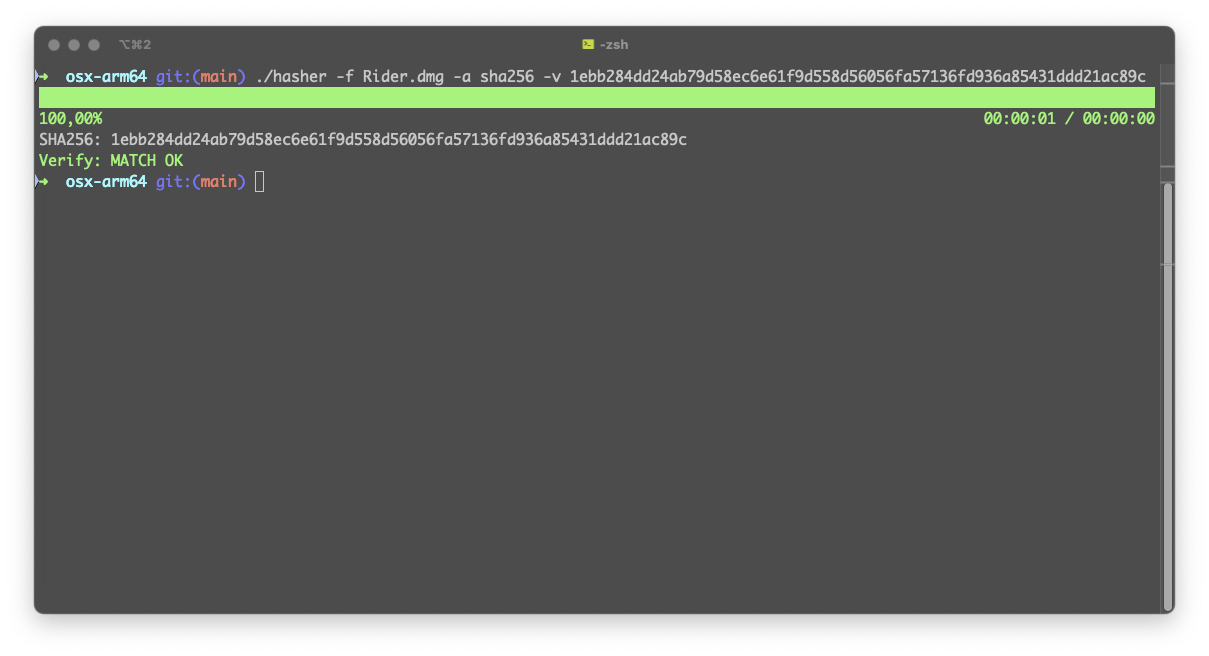 ⌥⌘2 -zsh
➜ osx-arm64 git:(main) ./hasher -f Rider.dmg -a sha256 -v 1ebb284dd24ab79d58ec6e61f9d558d56056fa57136fd936a85431ddd21ac89c
100,00% 00:00:01 / 00:00:00
SHA256: 1ebb284dd24ab79d58ec6e61f9d558d56056fa57136fd936a85431ddd21ac89c
Verify: MATCH OK
➜ osx-arm64 git:(main)